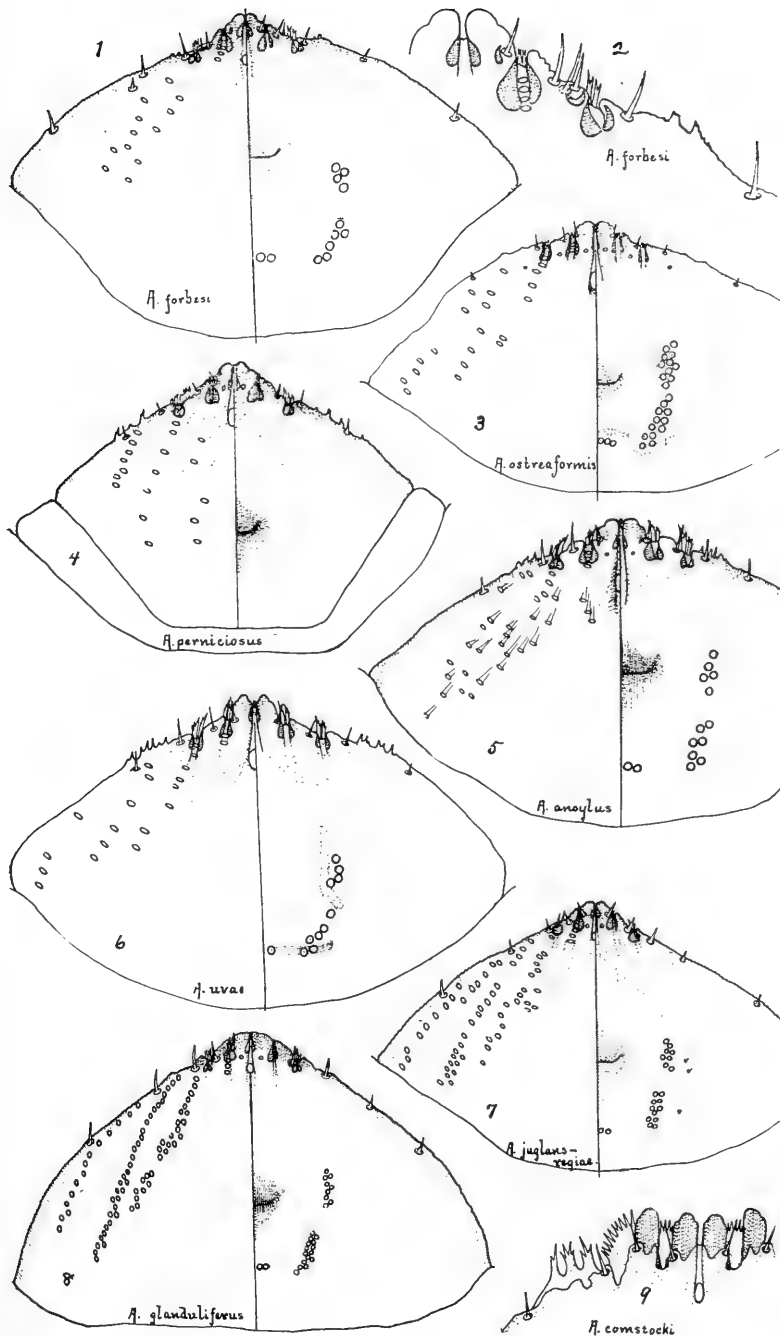 1
2
A. forbesi
A. forbesi
3
A. ostreaformis
4
A. perniciosus
5
A. ancylus
6
A. uvae
7
A. juglans-
regiae
8
A. glanduliferus
9
A. comstocki